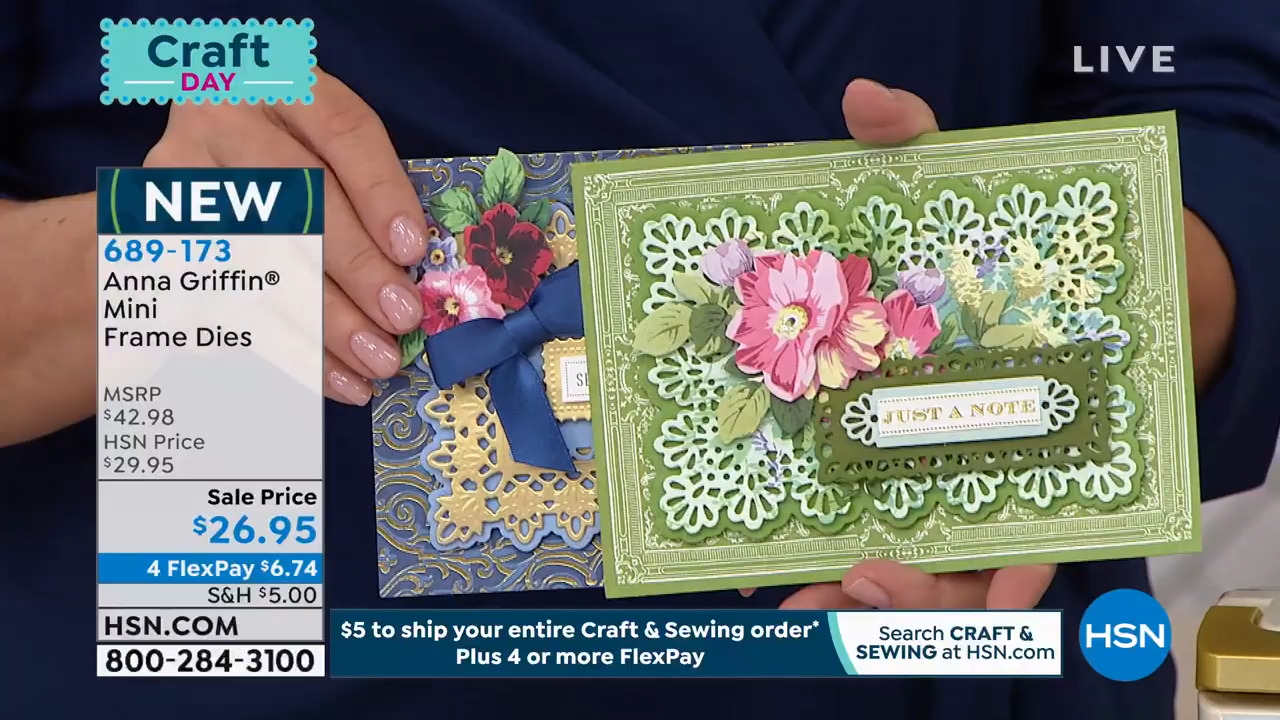 Craft
DAY
LIVE
NEW
689-173
Anna Griffin®
Mini
Frame Dies
MSRP
$42.98
HSN Price
$29.95
Sale Price
$26.95
4 FlexPay $6.74
S&H $5.00
HSN.COM
800-284-3100
JUST A NOTE
$5 to ship your entire Craft & Sewing order*
Plus 4 or more FlexPay
Search CRAFT &
SEWING at HSN.com
HSN